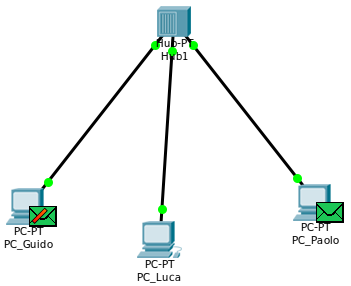 Hub-PT
Hub1
PC-PT
PC_Guido
PC-PT
PC_Luca
PC-PT
PC_Paolo